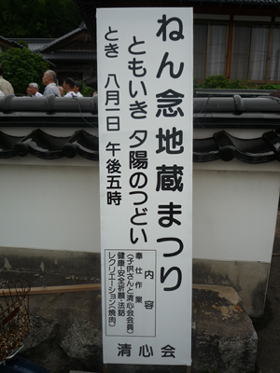 ねん念地蔵まつり
ともいき 夕陽のつどい
とき 八月二日 午後五時
内容
奉仕作業
(子供さんと清心会会員)
健康・安全祈願・法話
レクリエーション(焼肉)
清心会